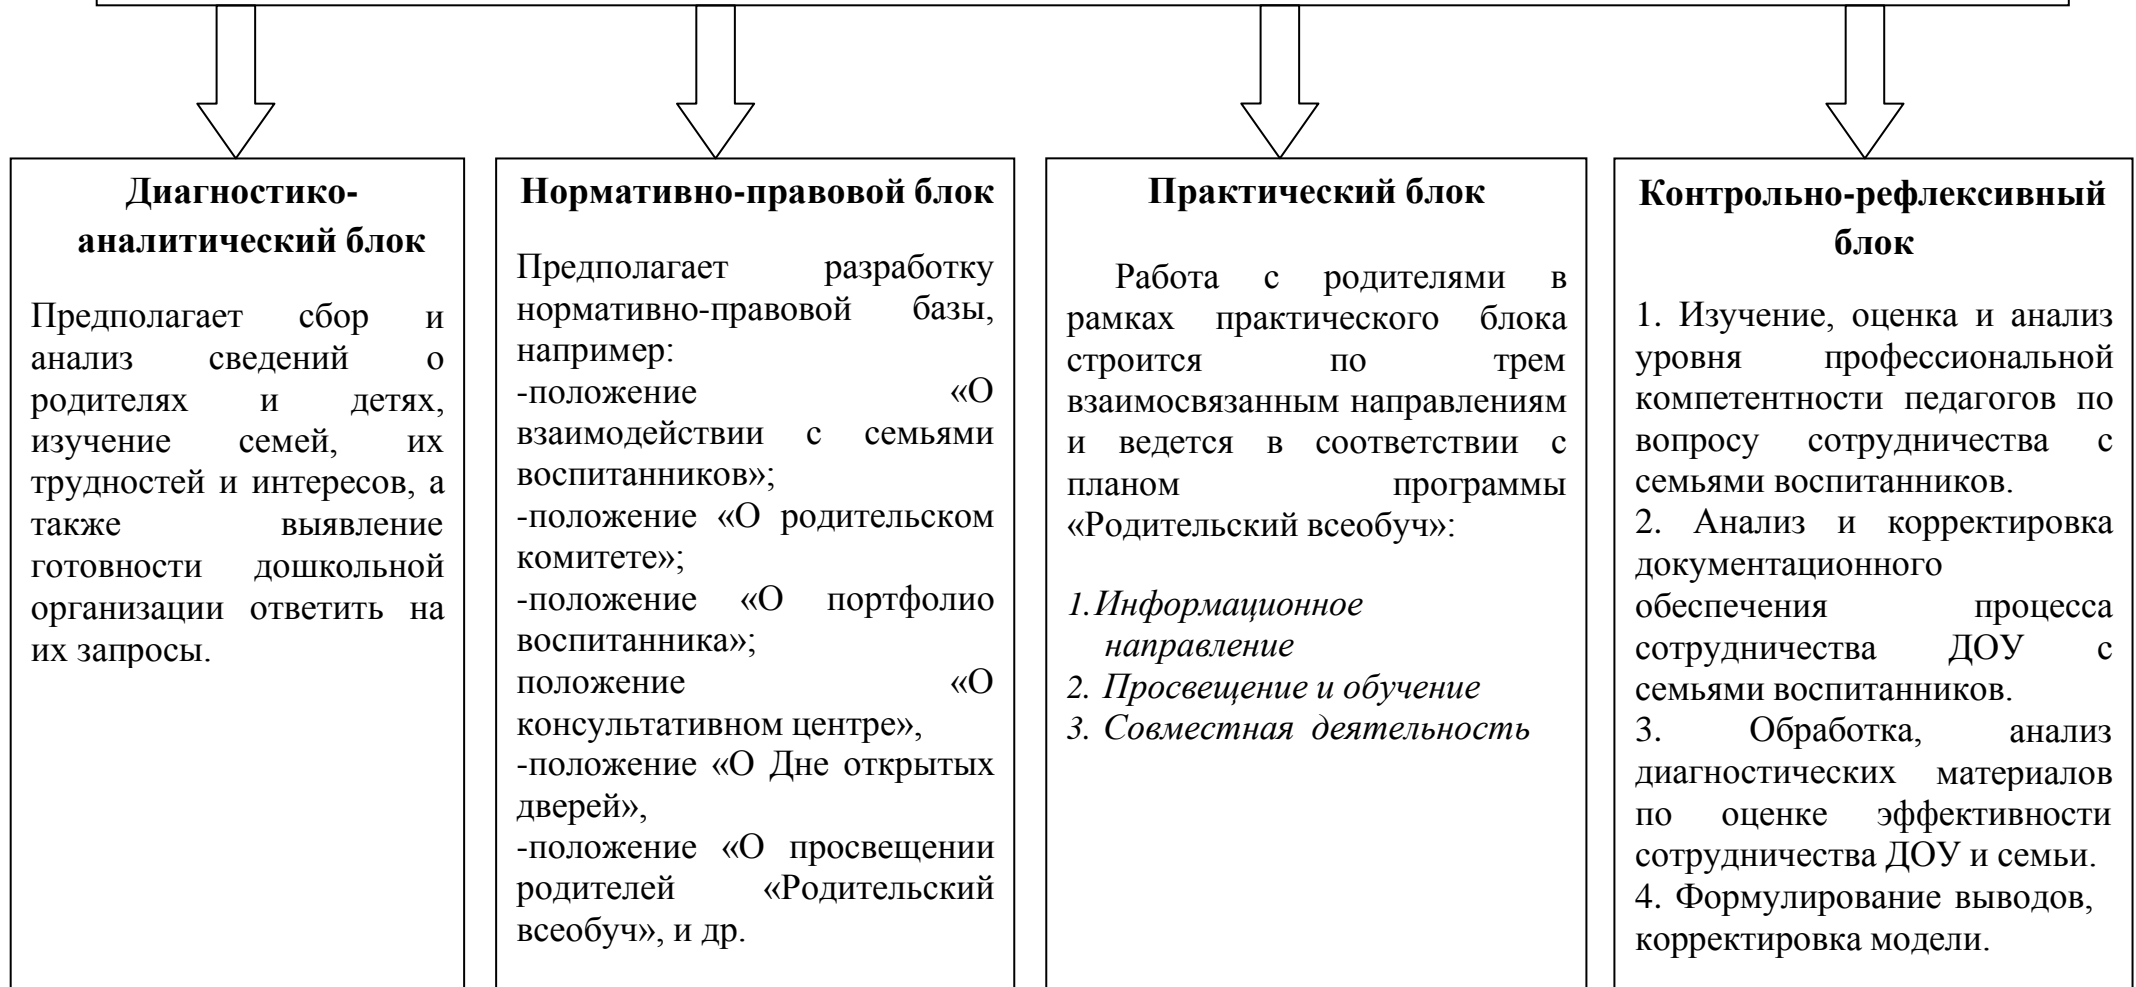 Диагностико-
аналитический блок
Предполагает сбор и
анализ сведений о
родителях и детях,
изучение семей, их
трудностей и интересов, а
также выявление
готовности дошкольной
организации ответить на
их запросы.
Нормативно-правовой блок
Предполагает разработку
нормативно-правовой базы,
например:
-положение «О
взаимодействии с семьями
воспитанников»;
-положение «О родительском
комитете»;
-положение «О портфолио
воспитанника»;
положение «О
консультативном центре»,
-положение «О Дне открытых
дверей»,
-положение «О просвещении
родителей «Родительский
всеобуч», и др.
Практический блок
Работа с родителями в
рамках практического блока
строится по трем
взаимосвязанным направлениям
и ведется в соответствии с
планом программы
«Родительский всеобуч»:
1. Информационное
направление
2. Просвещение и обучение
3. Совместная деятельность
Контрольно-рефлексивный
блок
1. Изучение, оценка и анализ
уровня профессиональной
компетентности педагогов по
вопросу сотрудничества с
семьями воспитанников.
2. Анализ и корректировка
документационного
обеспечения процесса
сотрудничества ДОУ с
семьями воспитанников.
3. Обработка, анализ
диагностических материалов
по оценке эффективности
сотрудничества ДОУ и семьи.
4. Формулирование выводов,
корректировка модели.